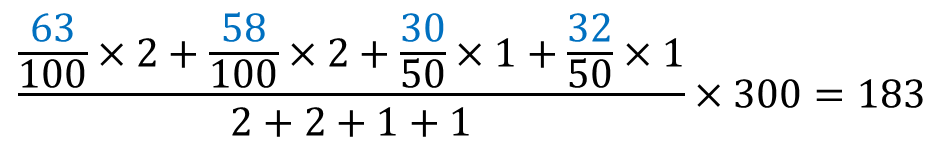 63/100 × 2 + 58/100 × 2 + 30/50 × 1 + 32/50 × 1
2 + 2 + 1 + 1
× 300 = 183